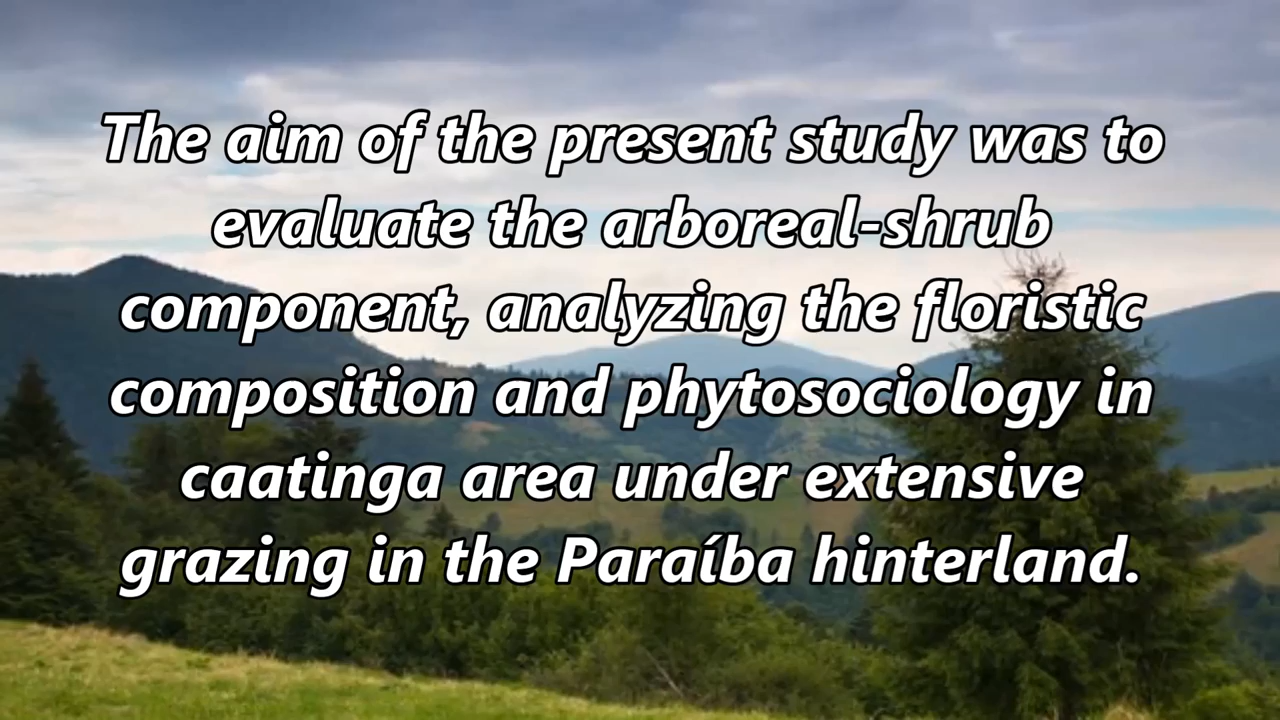 The aim of the present study was to
evaluate the arboreal-shrub
component, analyzing the floristic
composition and phytosociology in
caatinga area under extensive
grazing in the Paraíba hinterland.